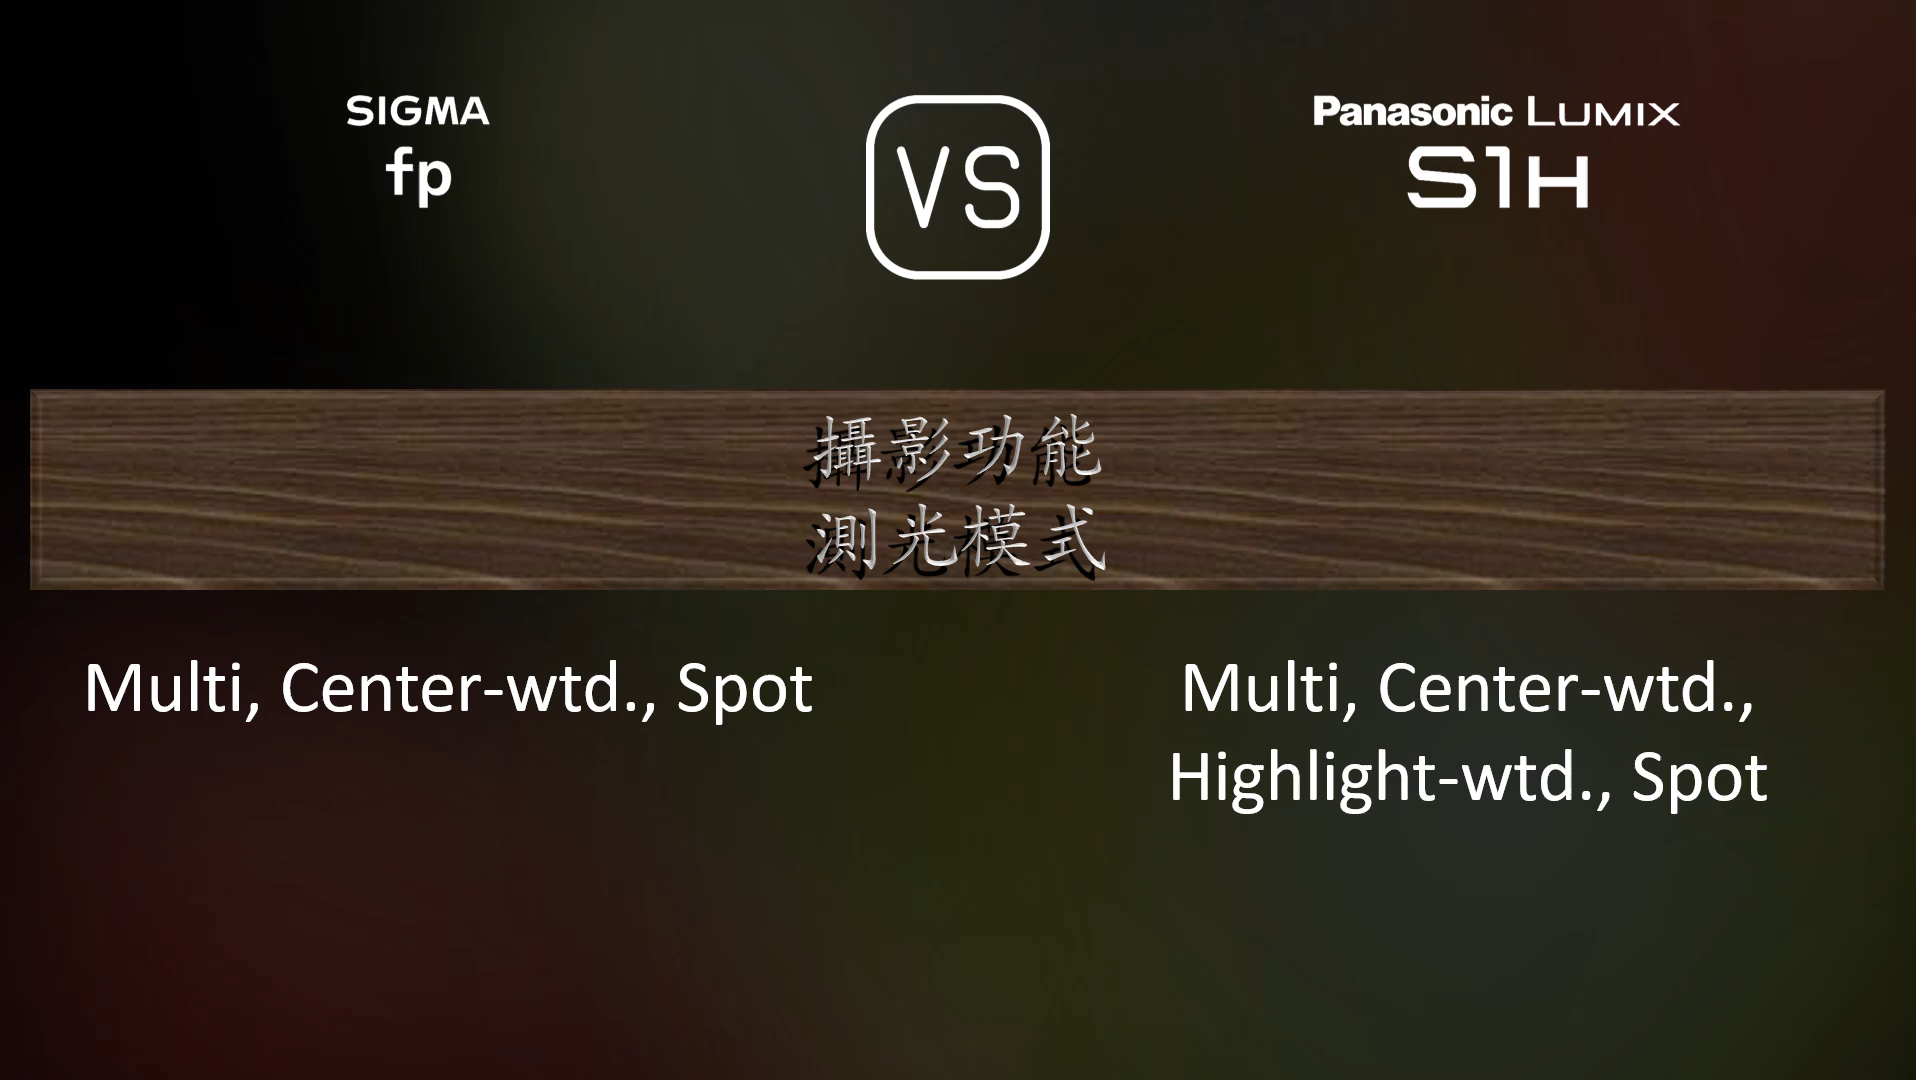 SIGMA
fp
VS
Panasonic LUMIX
S1H
攝影功能
測光模式
Multi, Center-wtd., Spot
Multi, Center-wtd.,
Highlight-wtd., Spot